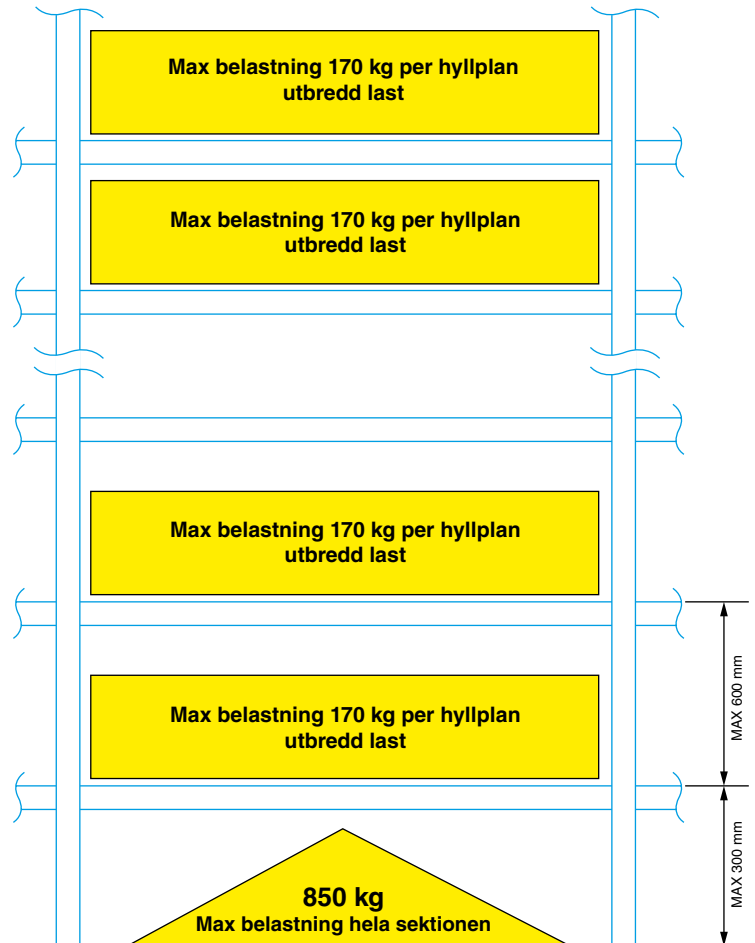 Max belastning 170 kg per hyllplan
utbredd last
Max belastning 170 kg per hyllplan
utbredd last
Max belastning 170 kg per hyllplan
utbredd last
MAX 600 mm
Max belastning 170 kg per hyllplan
utbredd last
MAX 300 mm
850 kg
Max belastning hela sektionen